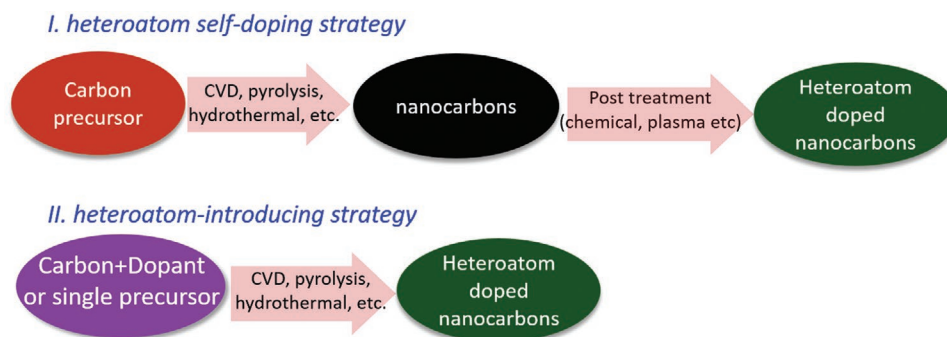 I. heteroatom self-doping strategy
Carbon
precursor
CVD, pyrolysis,
hydrothermal, etc.
nanocarbons
Post treatment
(chemical, plasma etc)
Heteroatom
doped
nanocarbons
II. heteroatom-introducing strategy
Carbon+Dopant
or single precursor
CVD, pyrolysis,
hydrothermal, etc.
Heteroatom
doped
nanocarbons